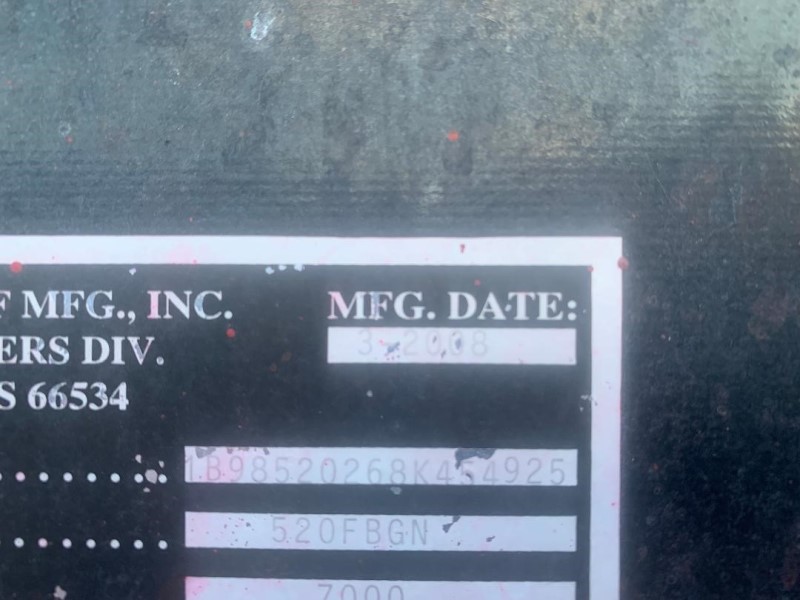 F MFG., INC.
MFG. DATE:
3 2008
ERS DIV.
S 66534
1B98520268K454925
520FBGN
7000